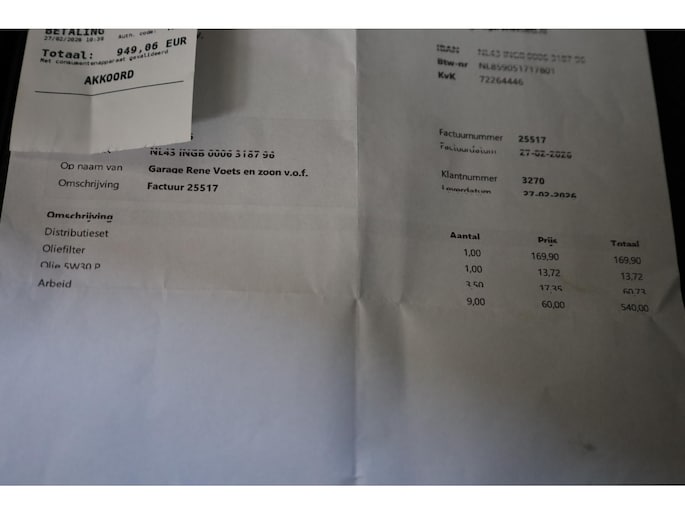 BETALING
27/02/2026 10:39 Auth. code:
Totaal: 949,06 EUR
Met consumentenapparaat gevalideerd
AKKOORD
IBAN NL43 INGB 0006 3187 96
Btw-nr NL859051717B01
KvK 72264446
Factuurnummer 25517
Factuurdatum 27-02-2026
NL43 INGB 0006 3187 96
Op naam van Garage Rene Voets en zoon v.o.f.
Klantnummer 3270
Omschrijving Factuur 25517
Leverdatum 27-02-2026
Omschrijving Aantal Prijs Totaal
Distributieset 1,00 169,90 169,90
Oliefilter 1,00 13,72 13,72
Olie 5W30 P 3,50 17,35 60,73
Arbeid 9,00 60,00 540,00